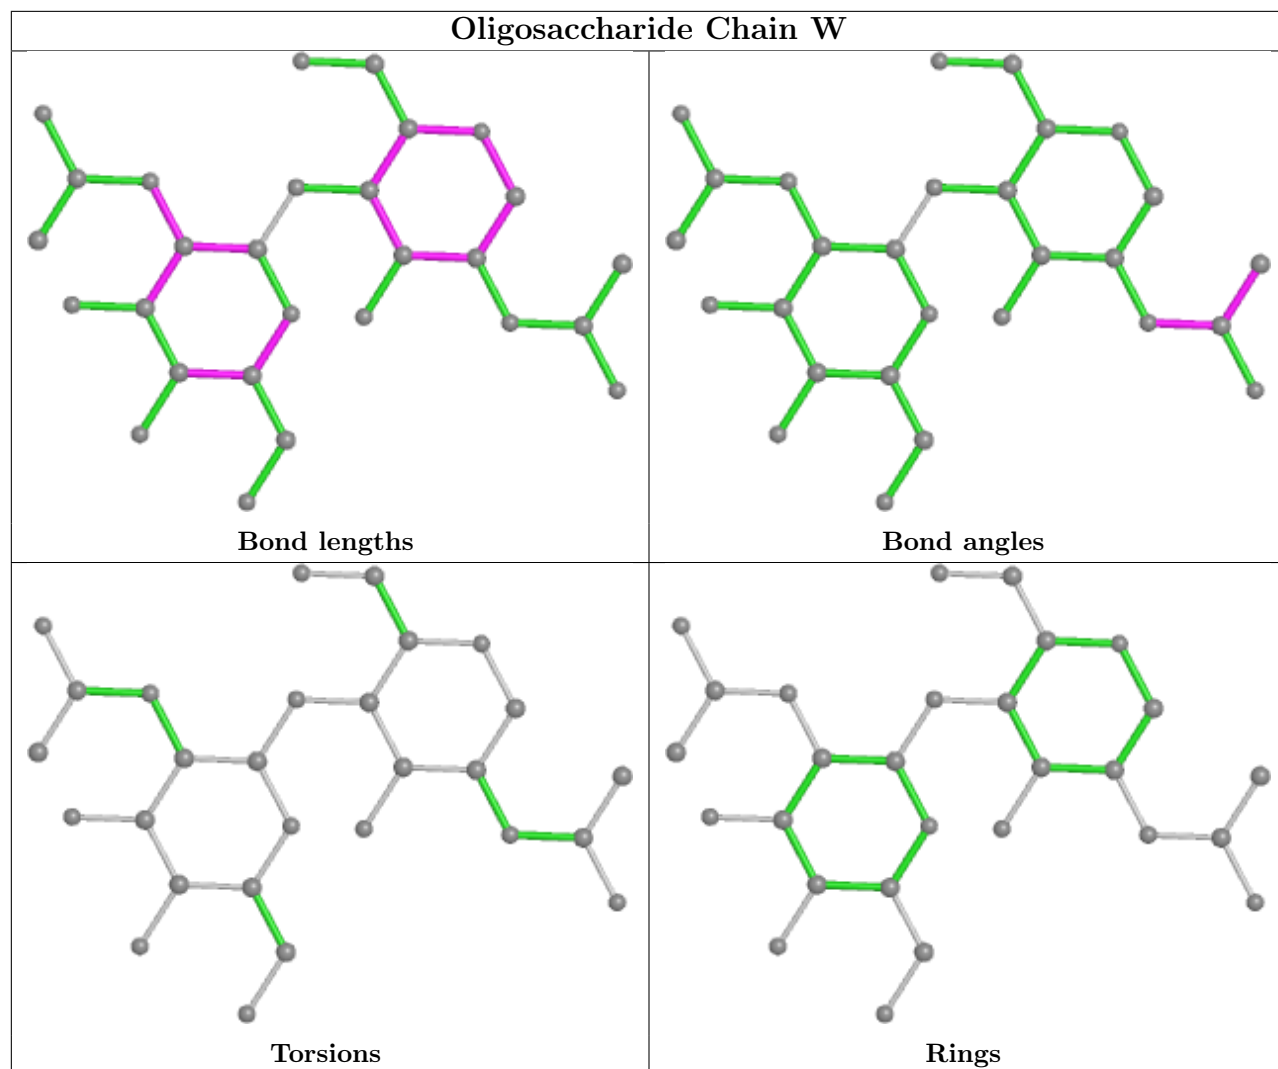 Oligosaccharide Chain W
Bond lengths
Bond angles
Torsions
Rings